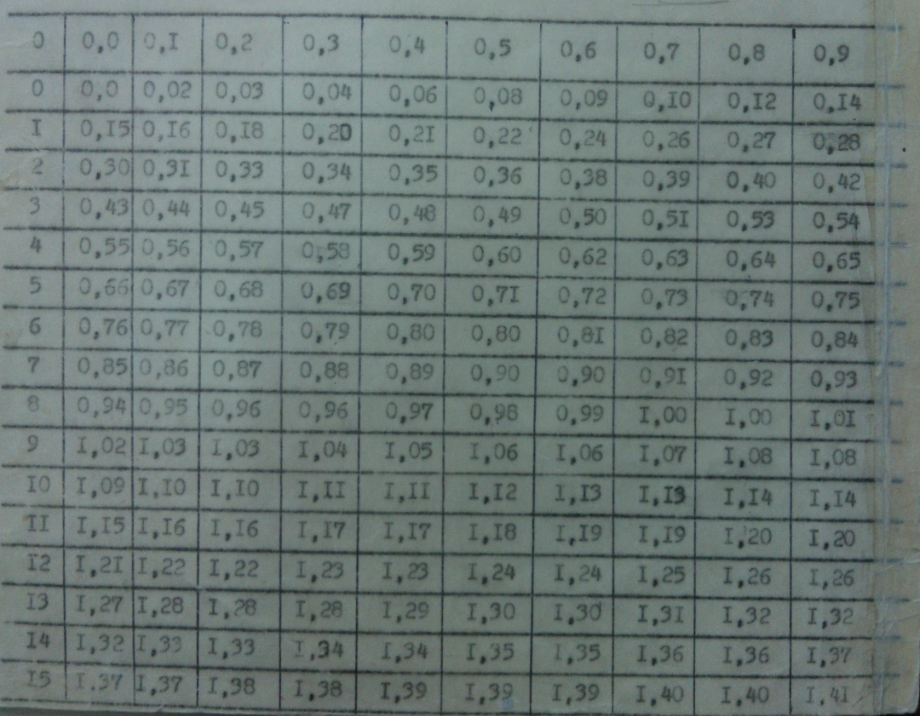 0 0,0 0,I 0,2 0,3 0,4 0,5 0,6 0,7 0,8 0,9
0 0,0 0,02 0,03 0,04 0,06 0,08 0,09 0,I0 0,I2 0,I4
I 0,I5 0,I6 0,I8 0,20 0,2I 0,22 0,24 0,26 0,27 0,28
2 0,30 0,3I 0,33 0,34 0,35 0,36 0,38 0,39 0,40 0,42
3 0,43 0,44 0,45 0,47 0,48 0,49 0,50 0,5I 0,53 0,54
4 0,55 0,56 0,57 0,58 0,59 0,60 0,62 0,63 0,64 0,65
5 0,66 0,67 0,68 0,69 0,70 0,7I 0,72 0,73 0,74 0,75
6 0,76 0,77 0,78 0,79 0,80 0,80 0,8I 0,82 0,83 0,84
7 0,85 0,86 0,87 0,88 0,89 0,90 0,90 0,9I 0,92 0,93
8 0,94 0,95 0,96 0,96 0,97 0,98 0,99 I,00 I,00 I,0I
9 I,02 I,03 I,03 I,04 I,05 I,06 I,06 I,07 I,08 I,08
I0 I,09 I,I0 I,I0 I,II I,II I,I2 I,I3 I,I3 I,I4 I,I4
II I,I5 I,I6 I,I6 I,I7 I,I7 I,I8 I,I9 I,I9 I,20 I,20
I2 I,2I I,22 I,22 I,23 I,23 I,24 I,24 I,25 I,26 I,26
I3 I,27 I,28 I,28 I,28 I,29 I,30 I,30 I,3I I,32 I,32
I4 I,32 I,33 I,33 I,34 I,34 I,35 I,35 I,36 I,36 I,37
I5 I.37 I,37 I,38 I,38 I,39 I,39 I,39 I,40 I,40 I,4I